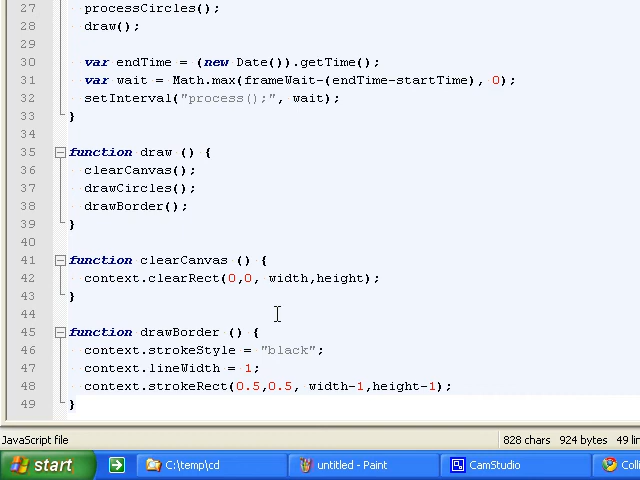 27 processCircles();
28 draw();
29
30 var endTime = (new Date()).getTime();
31 var wait = Math.max(frameWait-(endTime-startTime), 0);
32 setInterval("process();", wait);
33 }
34
35 function draw () {
36 clearCanvas();
37 drawCircles();
38 drawBorder();
39 }
40
41 function clearCanvas () {
42 context.clearRect(0,0, width,height);
43 }
44
45 function drawBorder () {
46 context.strokeStyle = "black";
47 context.lineWidth = 1;
48 context.strokeRect(0.5,0.5, width-1,height-1);
49 }
JavaScript file 828 chars 924 bytes 49 lin
start C:\temp\cd untitled - Paint CamStudio Colli